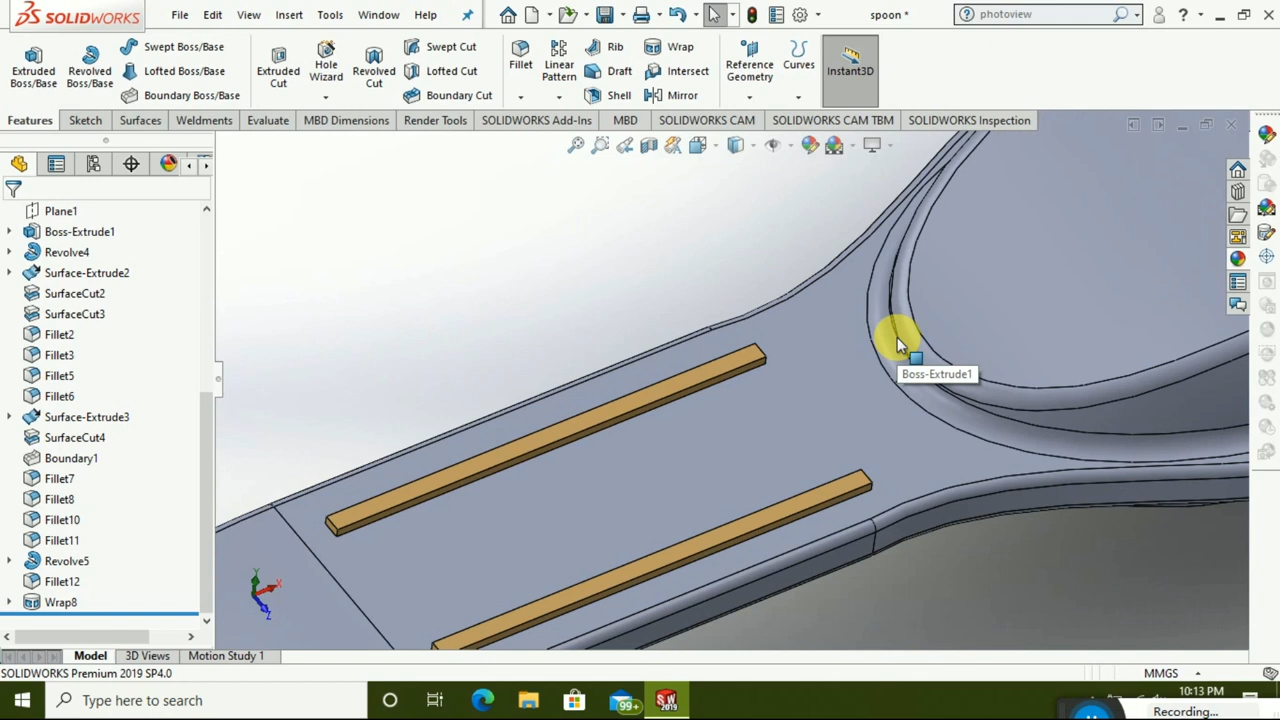 SOLIDWORKS
File Edit View Insert Tools Window Help
spoon *
photoview
Extruded Boss/Base
Revolved Boss/Base
Swept Boss/Base
Lofted Boss/Base
Boundary Boss/Base
Extruded Cut
Hole Wizard
Revolved Cut
Swept Cut
Lofted Cut
Boundary Cut
Fillet
Linear Pattern
Rib
Draft
Shell
Wrap
Intersect
Mirror
Reference Geometry
Curves
Instant3D
Features Sketch Surfaces Weldments Evaluate MBD Dimensions Render Tools SOLIDWORKS Add-Ins MBD SOLIDWORKS CAM SOLIDWORKS CAM TBM SOLIDWORKS Inspection
Plane1
Boss-Extrude1
Revolve4
Surface-Extrude2
SurfaceCut2
SurfaceCut3
Fillet2
Fillet3
Fillet5
Fillet6
Surface-Extrude3
SurfaceCut4
Boundary1
Fillet7
Fillet8
Fillet10
Fillet11
Revolve5
Fillet12
Wrap8
Boss-Extrude1
Y
X
Z
Model 3D Views Motion Study 1
SOLIDWORKS Premium 2019 SP4.0
MMGS
Type here to search
99+
SW
2019
10:13 PM
Recording...